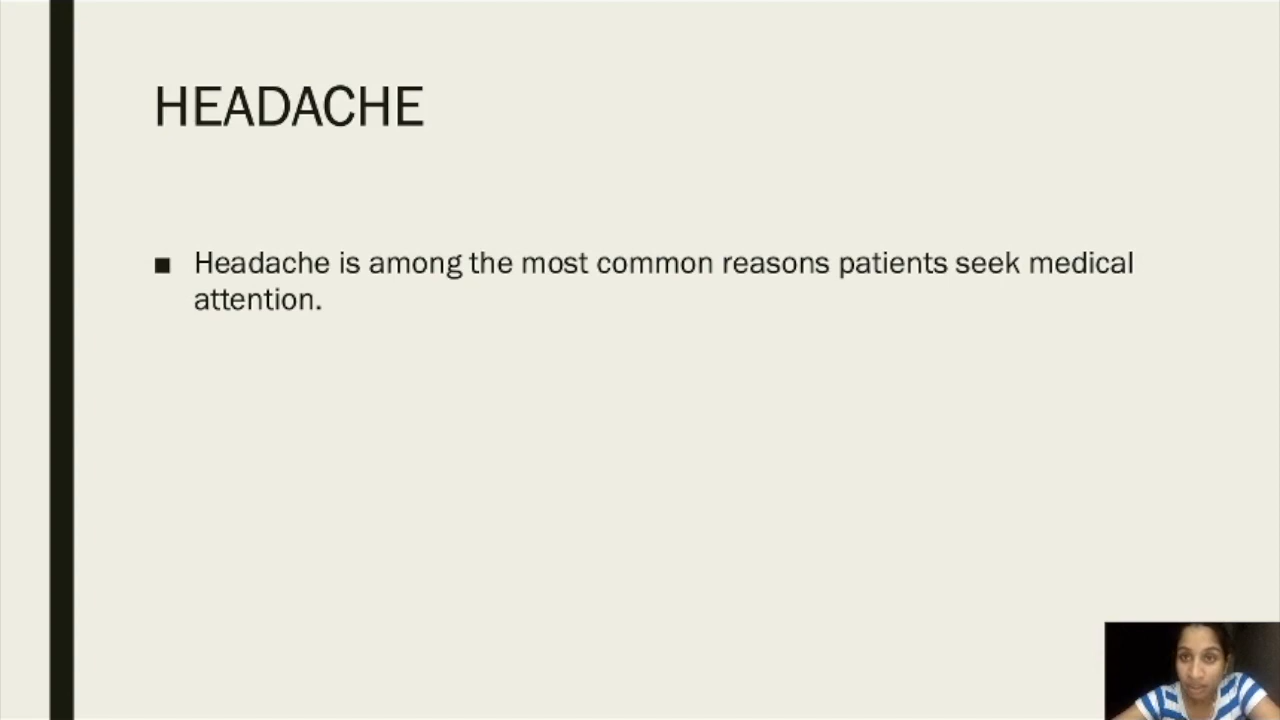 HEADACHE
■ Headache is among the most common reasons patients seek medical
attention.